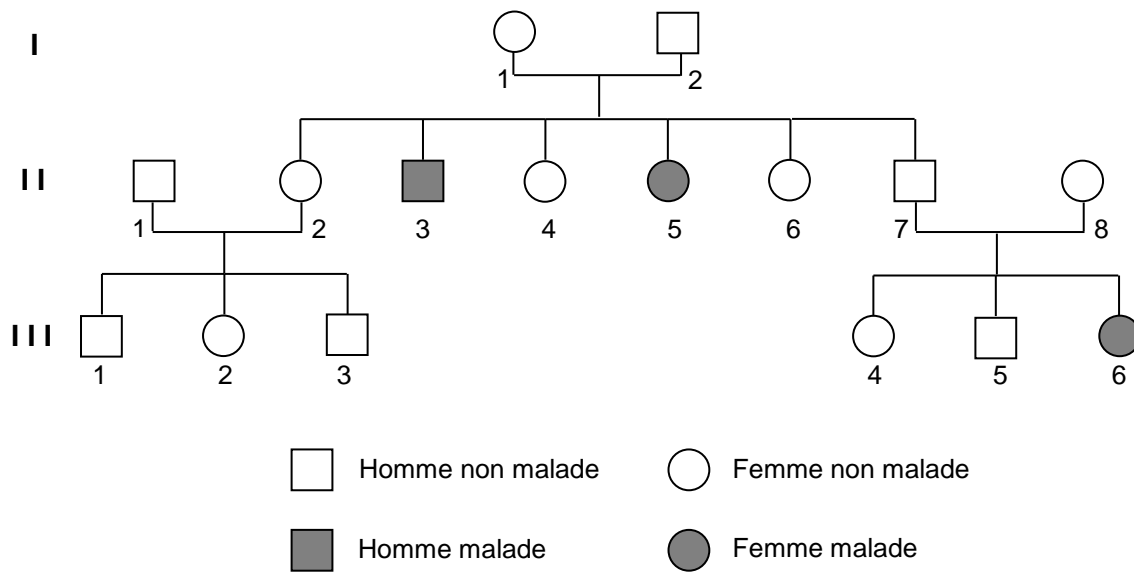 I
1 2
II
1 2 3 4 5 6 7 8
III
1 2 3 4 5 6
Homme non malade Femme non malade
Homme malade Femme malade